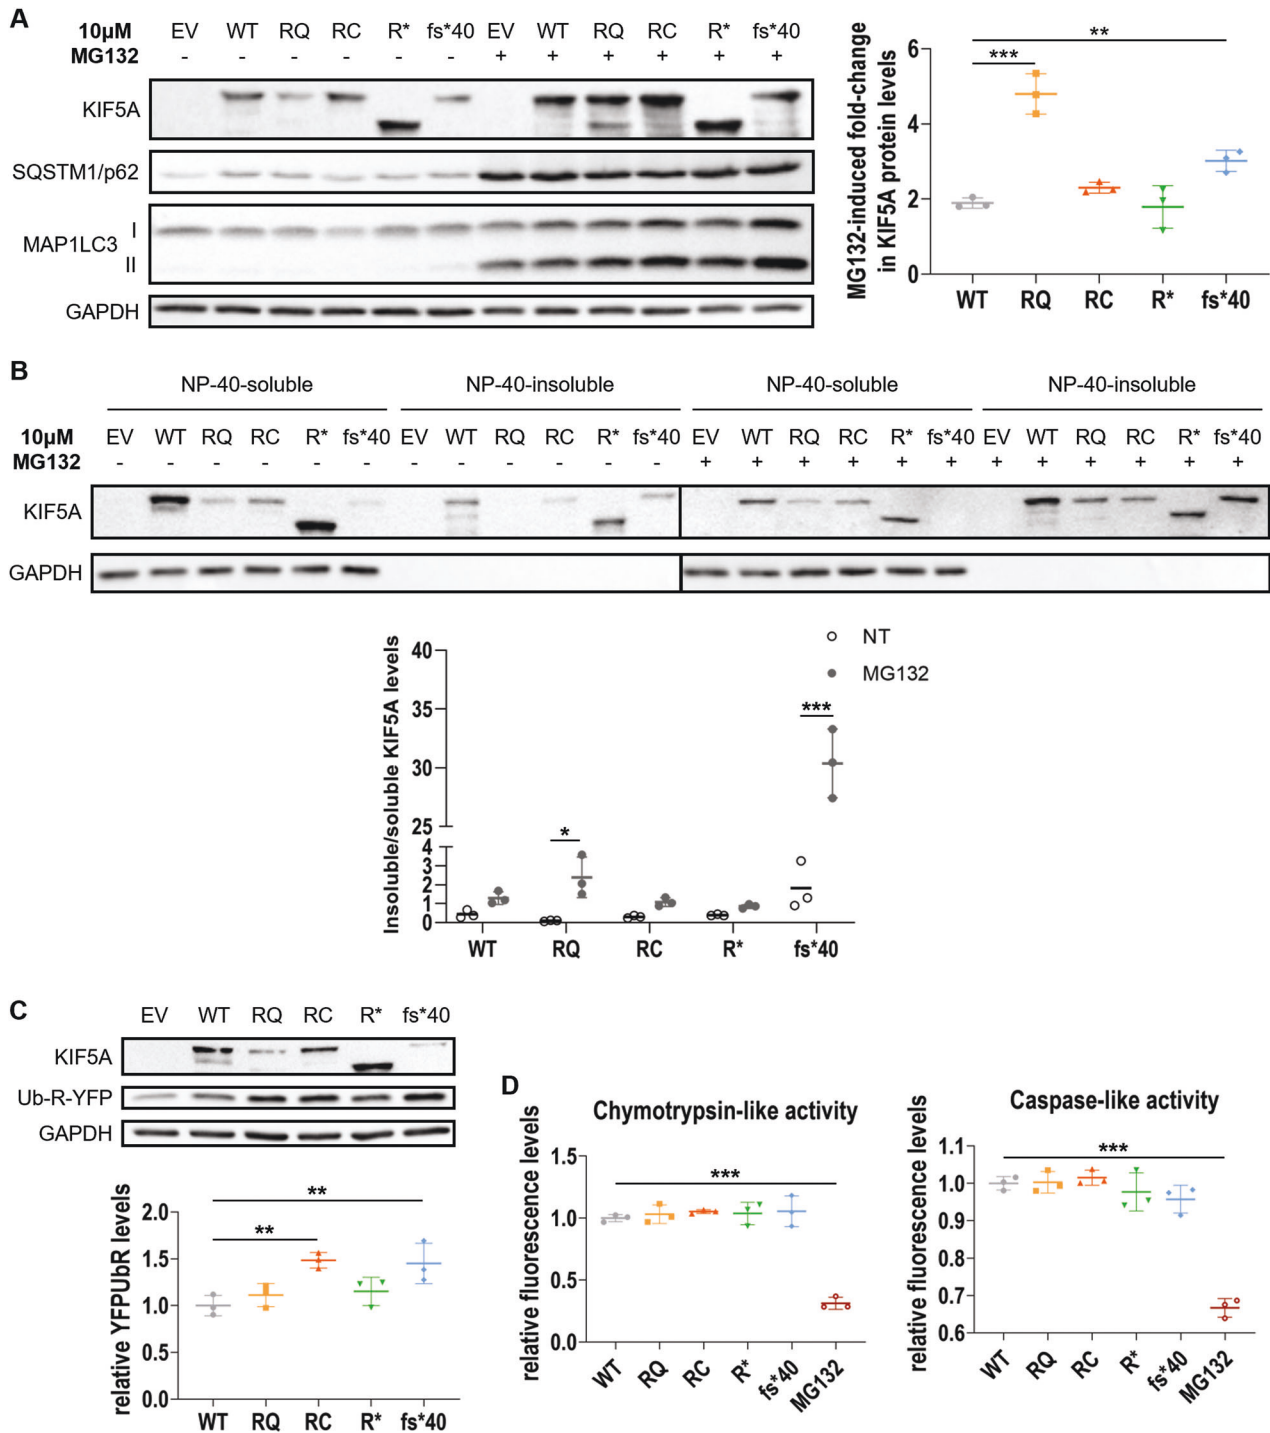 A
10µM EV WT RQ RC R* fs*40 EV WT RQ RC R* fs*40
MG132 - - - - - - + + + + + +
KIF5A
SQSTM1/p62
MAP1LC3 I
II
GAPDH
MG132-induced fold-change
in KIF5A protein levels
6
4
2
0
***
**
WT RQ RC R* fs*40
B
NP-40-soluble NP-40-insoluble NP-40-soluble NP-40-insoluble
10µM EV WT RQ RC R* fs*40 EV WT RQ RC R* fs*40 EV WT RQ RC R* fs*40 EV WT RQ RC R* fs*40
MG132 - - - - - - - - - - - - + + + + + + + + + + + +
KIF5A
GAPDH
Insoluble/soluble KIF5A levels
40
35
30
25
4
3
2
1
0
*
***
NT
MG132
WT RQ RC R* fs*40
C
EV WT RQ RC R* fs*40
KIF5A
Ub-R-YFP
GAPDH
relative YFPUbR levels
2.0
1.5
1.0
0.5
0.0
**
**
WT RQ RC R* fs*40
D
Chymotrypsin-like activity
relative fluorescence levels
1.5
1.0
0.5
0.0
***
WT RQ RC R* fs*40 MG132
Caspase-like activity
relative fluorescence levels
1.1
1.0
0.9
0.8
0.7
0.6
***
WT RQ RC R* fs*40 MG132